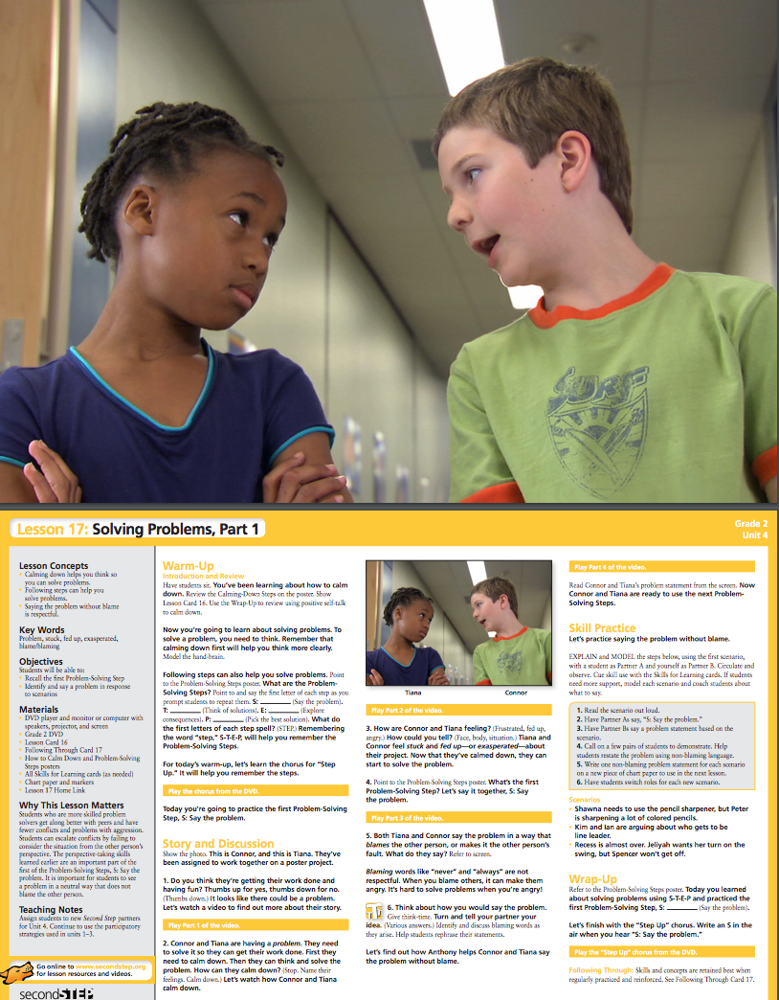 SURF
Lesson 17: Solving Problems, Part 1
Grade 2
Unit 4
Lesson Concepts
• Calming down helps you think so
you can solve problems.
• Following steps can help you
solve problems.
• Saying the problem without blame
is respectful.
Key Words
Problem, stuck, fed up, exasperated,
blame/blaming
Objectives
Students will be able to:
• Recall the first Problem-Solving Step
• Identify and say a problem in response
to scenarios
Materials
• DVD player and monitor or computer with
speakers, projector, and screen
• Grade 2 DVD
• Lesson Card 16
• Following Through Card 17
• How to Calm Down and Problem-Solving
Steps posters
• All Skills for Learning cards (as needed)
• Chart paper and markers
• Lesson 17 Home Link
Why This Lesson Matters
Students who are more skilled problem
solvers get along better with peers and have
fewer conflicts and problems with aggression.
Students can escalate conflicts by failing to
consider the situation from the other person's
perspective. The perspective-taking skills
learned earlier are an important part of the
first of the Problem-Solving Steps, S: Say the
problem. It is important for students to see
a problem in a neutral way that does not
blame the other person.
Teaching Notes
Assign students to new Second Step partners
for Unit 4. Continue to use the participatory
strategies used in units 1–3.
Go online to www.secondstep.org
for lesson resources and videos.
secondSTEP
Warm-Up
Introduction and Review
Have students sit. You've been learning about how to calm
down. Review the Calming-Down Steps on the poster. Show
Lesson Card 16. Use the Wrap-Up to review using positive self-talk
to calm down.
Now you're going to learn about solving problems. To
solve a problem, you need to think. Remember that
calming down first will help you think more clearly.
Model the hand-brain.
Following steps can also help you solve problems. Point
to the Problem-Solving Steps poster. What are the Problem-
Solving Steps? Point to and say the first letter of each step as you
prompt students to repeat them. S: ________ (Say the problem).
T: ________ (Think of solutions). E: ________ (Explore
consequences). P: ________ (Pick the best solution). What do
the first letters of each step spell? (STEP.) Remembering
the word "step," S-T-E-P, will help you remember the
Problem-Solving Steps.
For today's warm-up, let's learn the chorus for "Step
Up." It will help you remember the steps.
Play the chorus from the DVD.
Today you're going to practice the first Problem-Solving
Step, S: Say the problem.
Story and Discussion
Show the photo. This is Connor, and this is Tiana. They've
been assigned to work together on a poster project.
1. Do you think they're getting their work done and
having fun? Thumbs up for yes, thumbs down for no.
(Thumbs down.) It looks like there could be a problem.
Let's watch a video to find out more about their story.
Play Part 1 of the video.
2. Connor and Tiana are having a problem. They need
to solve it so they can get their work done. First they
need to calm down. Then they can think and solve the
problem. How can they calm down? (Stop. Name their
feelings. Calm down.) Let's watch how Connor and Tiana
calm down.
Tiana
Connor
Play Part 2 of the video.
3. How are Connor and Tiana feeling? (Frustrated, fed up,
angry.) How could you tell? (Face, body, situation.) Tiana and
Connor feel stuck and fed up—or exasperated—about
their project. Now that they've calmed down, they can
start to solve the problem.
4. Point to the Problem-Solving Steps poster. What's the first
Problem-Solving Step? Let's say it together, S: Say
the problem.
Play Part 3 of the video.
5. Both Tiana and Connor say the problem in a way that
blames the other person, or makes it the other person's
fault. What do they say? Refer to screen.
Blaming words like "never" and "always" are not
respectful. When you blame others, it can make them
angry. It's hard to solve problems when you're angry!
6. Think about how you would say the problem.
Give think-time. Turn and tell your partner your
idea. (Various answers.) Identify and discuss blaming words as
they arise. Help students rephrase their statements.
Let's find out how Anthony helps Connor and Tiana say
the problem without blame.
Play Part 4 of the video.
Read Connor and Tiana's problem statement from the screen. Now
Connor and Tiana are ready to use the next Problem-
Solving Steps.
Skill Practice
Let's practice saying the problem without blame.
EXPLAIN and MODEL the steps below, using the first scenario,
with a student as Partner A and yourself as Partner B. Circulate and
observe. Cue skill use with the Skills for Learning cards. If students
need more support, model each scenario and coach students about
what to say.
1. Read the scenario out loud.
2. Have Partner As say, "S: Say the problem."
3. Have Partner Bs say a problem statement based on the
scenario.
4. Call on a few pairs of students to demonstrate. Help
students restate the problem using non-blaming language.
5. Write one non-blaming problem statement for each scenario
on a new piece of chart paper to use in the next lesson.
6. Have students switch roles for each new scenario.
Scenarios
• Shawna needs to use the pencil sharpener, but Peter
is sharpening a lot of colored pencils.
• Kim and Ian are arguing about who gets to be
line leader.
• Recess is almost over. Jeliyah wants her turn on the
swing, but Spencer won't get off.
Wrap-Up
Refer to the Problem-Solving Steps poster. Today you learned
about solving problems using S-T-E-P and practiced the
first Problem-Solving Step, S: ________ (Say the problem).
Let's finish with the "Step Up" chorus. Write an S in the
air when you hear "S: Say the problem."
Play the "Step Up" chorus from the DVD.
Following Through: Skills and concepts are retained best when
regularly practiced and reinforced. See Following Through Card 17.